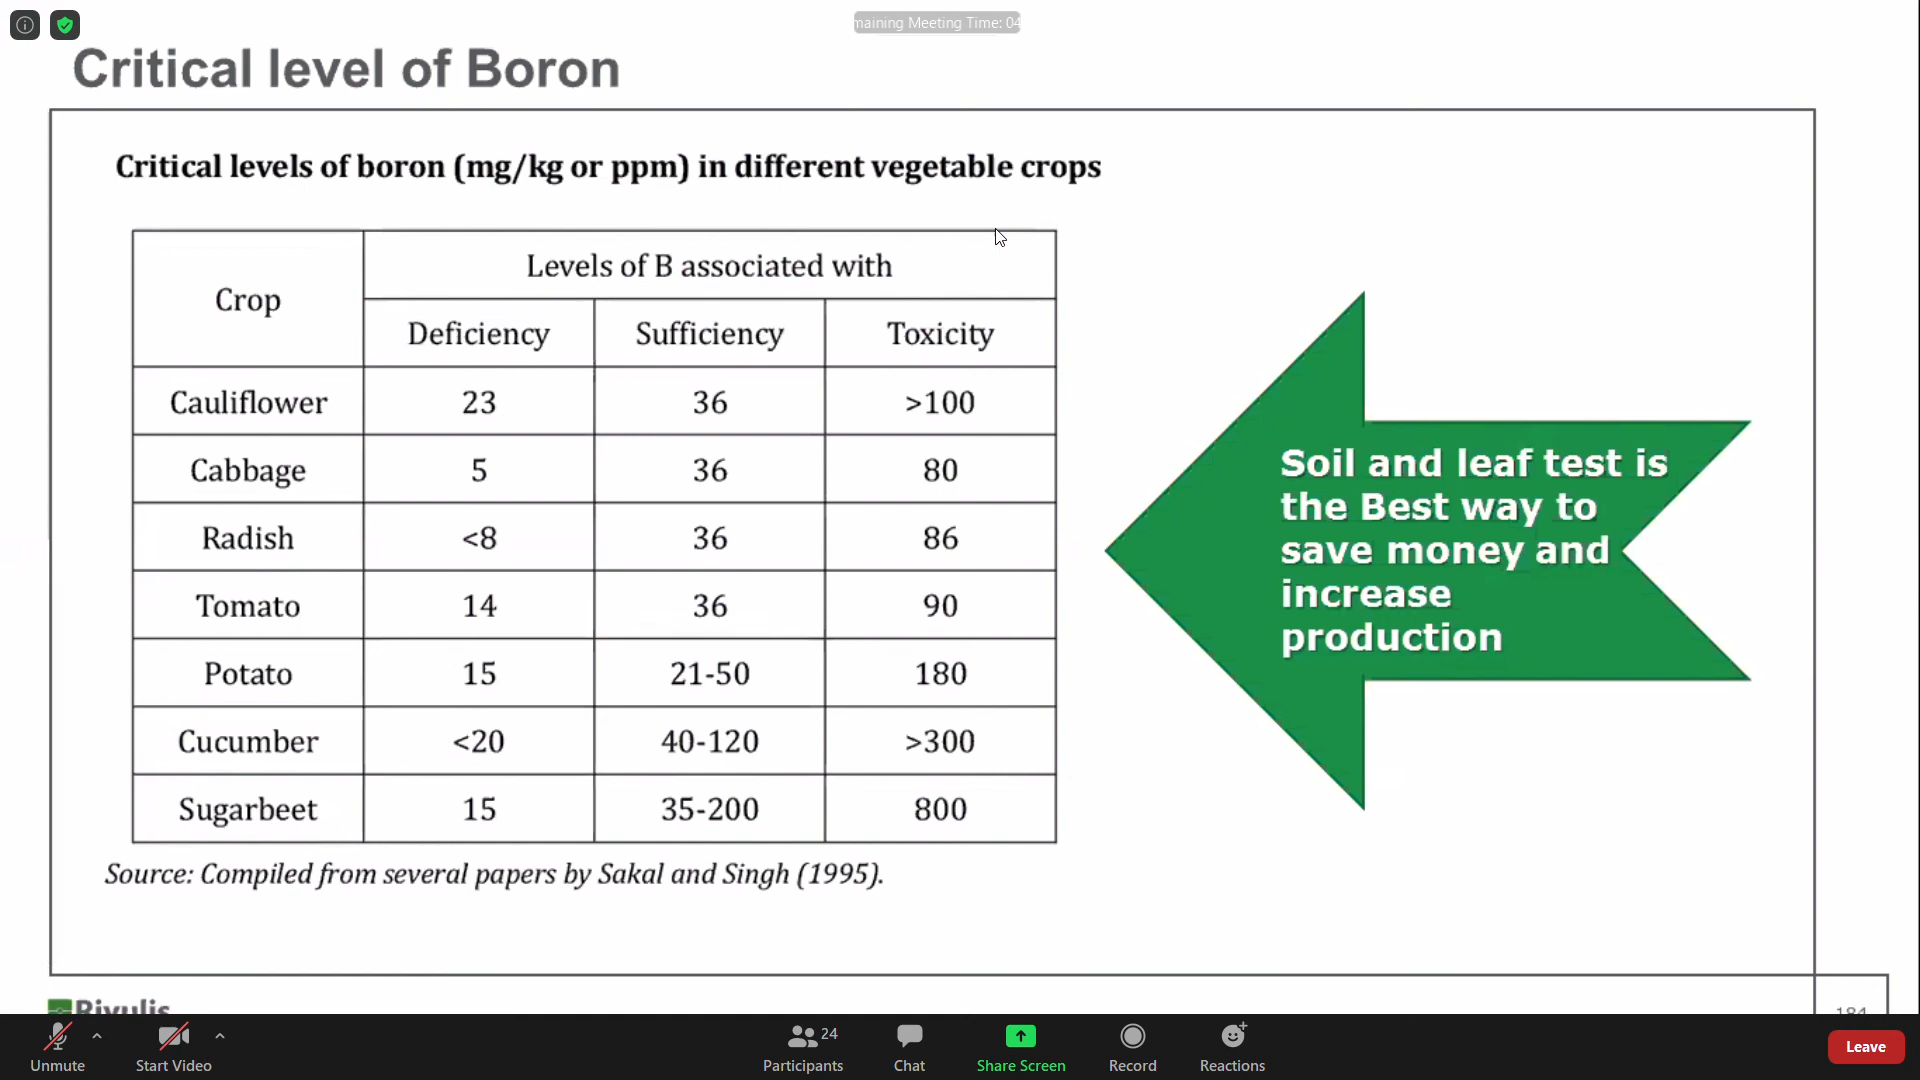 maining Meeting Time: 04
Critical level of Boron
Critical levels of boron (mg/kg or ppm) in different vegetable crops
Crop
Levels of B associated with
Deficiency Sufficiency Toxicity
Cauliflower 23 36 >100
Cabbage 5 36 80
Radish <8 36 86
Tomato 14 36 90
Potato 15 21-50 180
Cucumber <20 40-120 >300
Sugarbeet 15 35-200 800
Source: Compiled from several papers by Sakal and Singh (1995).
Soil and leaf test is
the Best way to
save money and
increase
production
Rivulis
184
24
Unmute Start Video Participants Chat Share Screen Record Reactions Leave